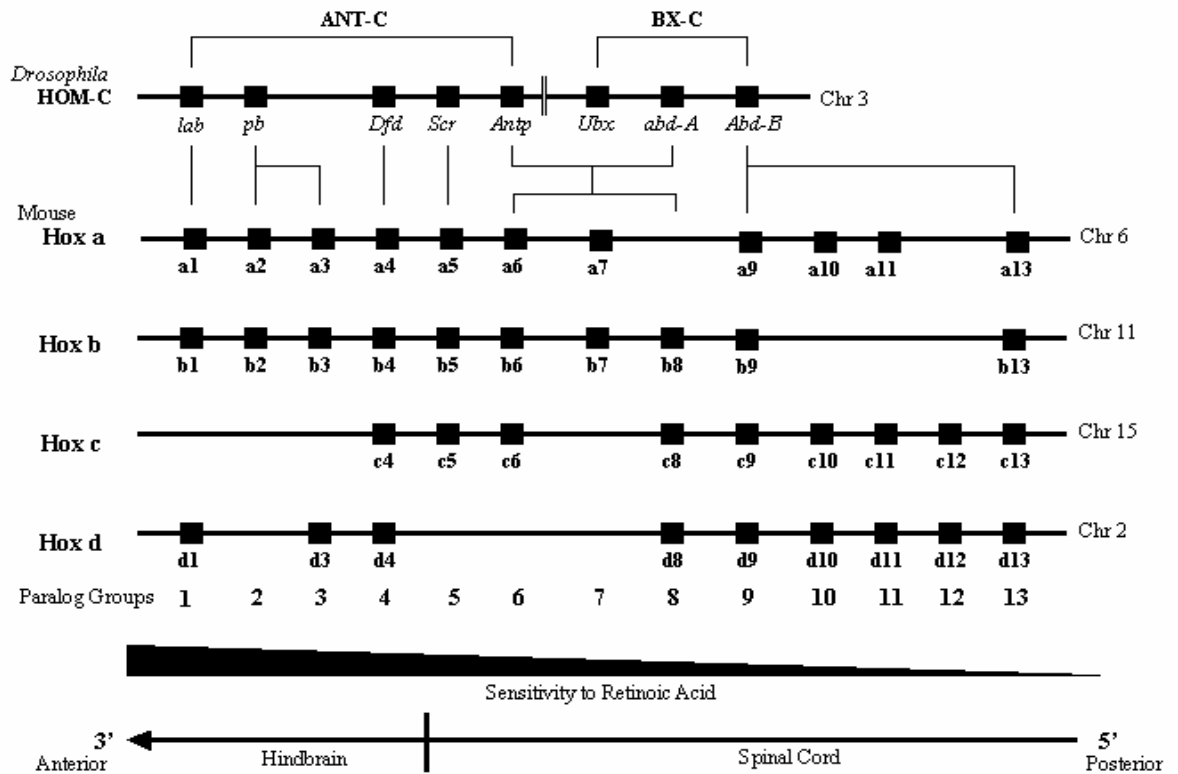 ANT-C BX-C
Drosophila
HOM-C Chr 3
lab pb Dfd Scr Antp Ubx abd-A Abd-B
Mouse
Hox a Chr 6
a1 a2 a3 a4 a5 a6 a7 a9 a10 a11 a13
Hox b Chr 11
b1 b2 b3 b4 b5 b6 b7 b8 b9 b13
Hox c Chr 15
c4 c5 c6 c8 c9 c10 c11 c12 c13
Hox d Chr 2
d1 d3 d4 d8 d9 d10 d11 d12 d13
Paralog Groups 1 2 3 4 5 6 7 8 9 10 11 12 13
Sensitivity to Retinoic Acid
3’ 5’
Anterior Hindbrain Spinal Cord Posterior